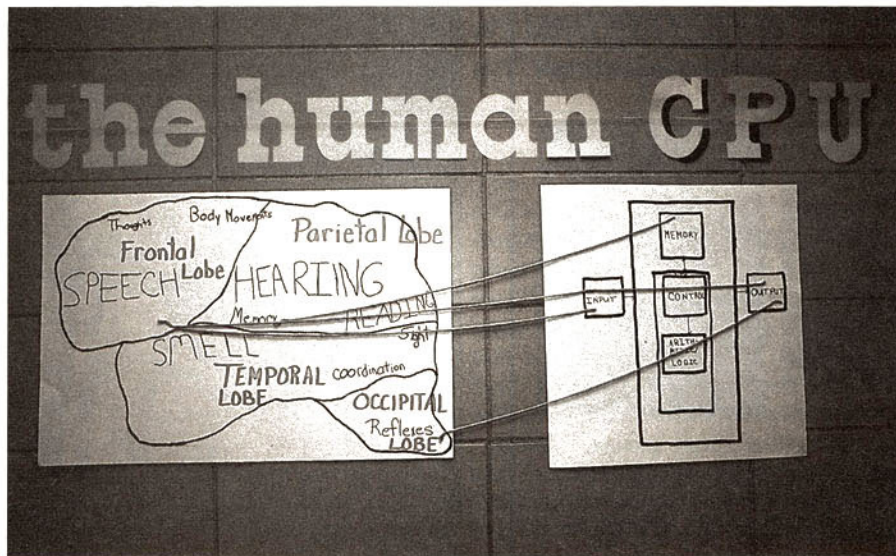 the human CPU
Thoughts
Body Movements
Frontal
Lobe
Parietal Lobe
SPEECH
HEARING
Memory
READING
Sight
SMELL
TEMPORAL
LOBE
coordination
OCCIPITAL
Reflexes
LOBE
MEMORY
INPUT
CONTROL
OUTPUT
LOGIC